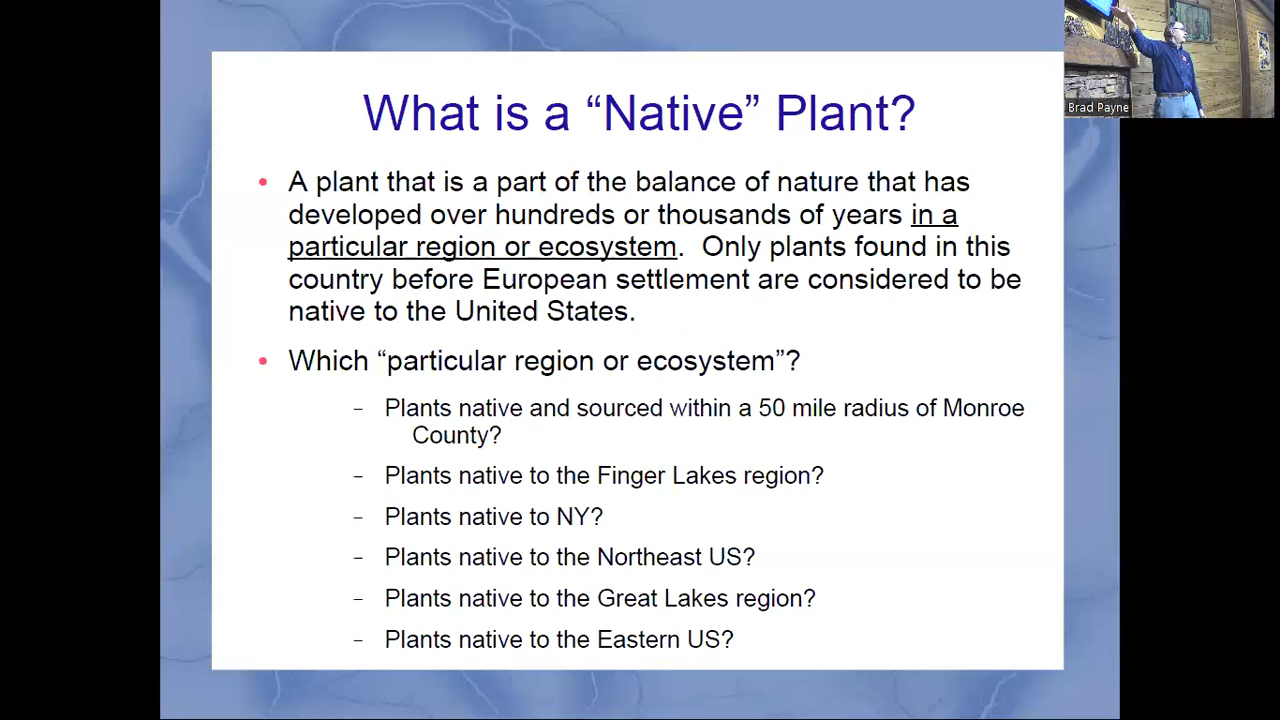 What is a “Native” Plant?
Brad Payne
• A plant that is a part of the balance of nature that has
developed over hundreds or thousands of years in a
particular region or ecosystem. Only plants found in this
country before European settlement are considered to be
native to the United States.
• Which “particular region or ecosystem”?
– Plants native and sourced within a 50 mile radius of Monroe
County?
– Plants native to the Finger Lakes region?
– Plants native to NY?
– Plants native to the Northeast US?
– Plants native to the Great Lakes region?
– Plants native to the Eastern US?